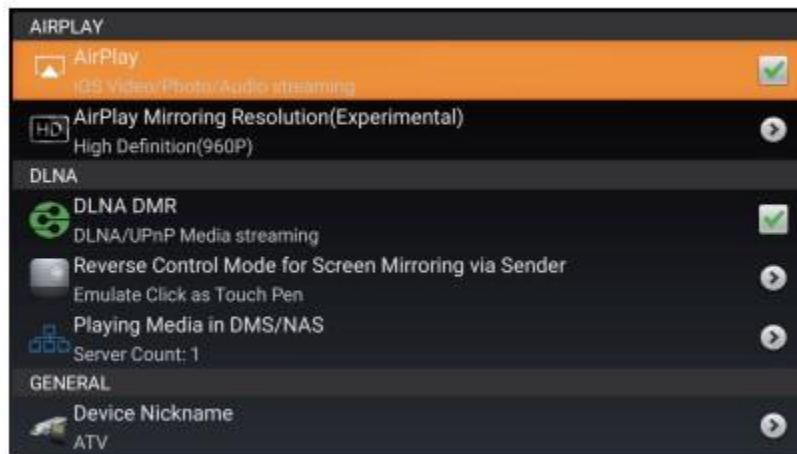 AIRPLAY
AirPlay
iOS Video/Photo/Audio streaming
HD
AirPlay Mirroring Resolution(Experimental)
High Definition(960P)
DLNA
DLNA DMR
DLNA/UPnP Media streaming
Reverse Control Mode for Screen Mirroring via Sender
Emulate Click as Touch Pen
Playing Media in DMS/NAS
Server Count: 1
GENERAL
Device Nickname
ATV